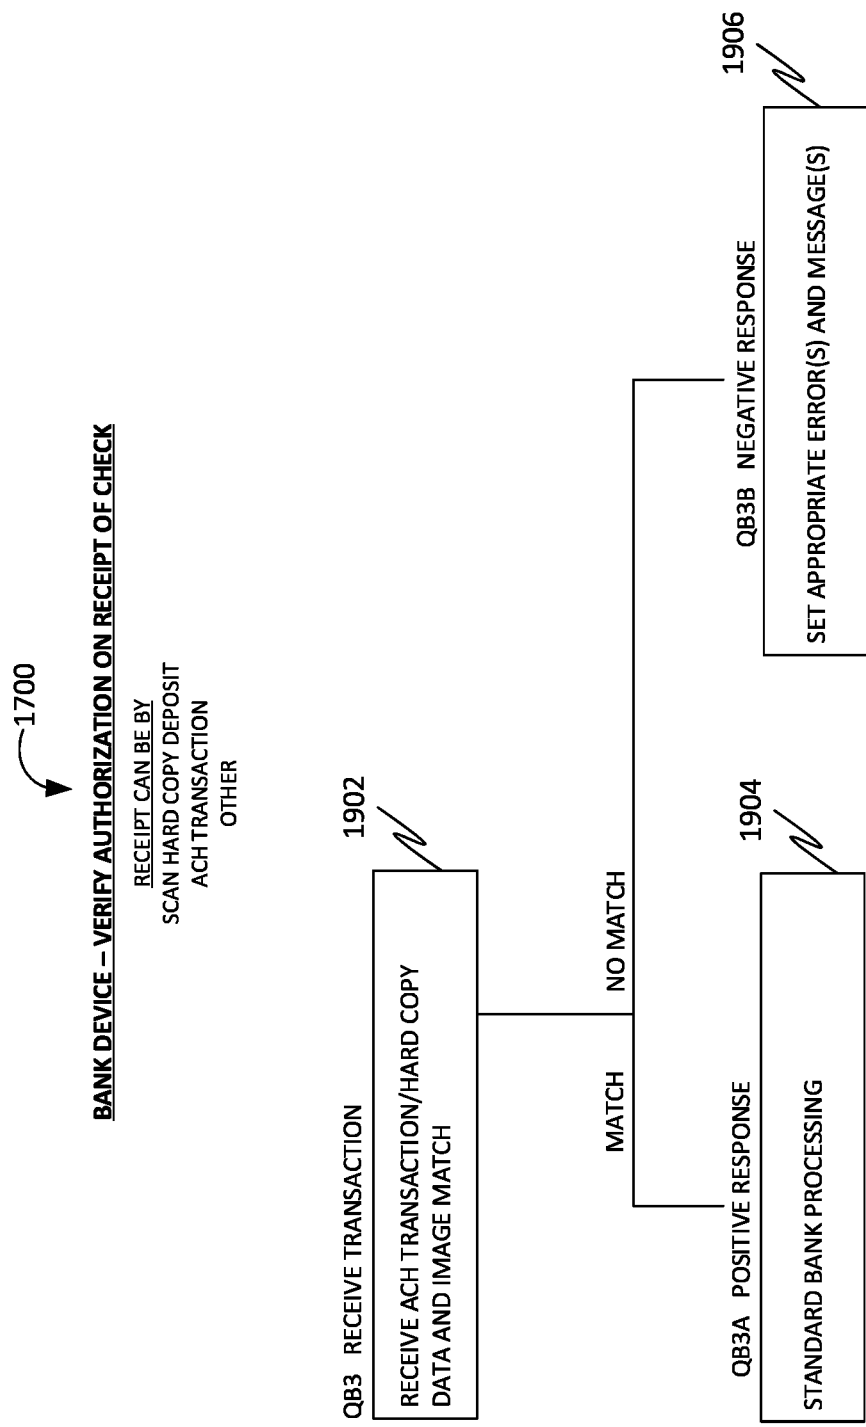 1700
BANK DEVICE – VERIFY AUTHORIZATION ON RECEIPT OF CHECK
RECEIPT CAN BE BY
SCAN HARD COPY DEPOSIT
ACH TRANSACTION
OTHER
QB3 RECEIVE TRANSACTION
1902
RECEIVE ACH TRANSACTION/HARD COPY
DATA AND IMAGE MATCH
MATCH
NO MATCH
QB3A POSITIVE RESPONSE
1904
STANDARD BANK PROCESSING
QB3B NEGATIVE RESPONSE
1906
SET APPROPRIATE ERROR(S) AND MESSAGE(S)